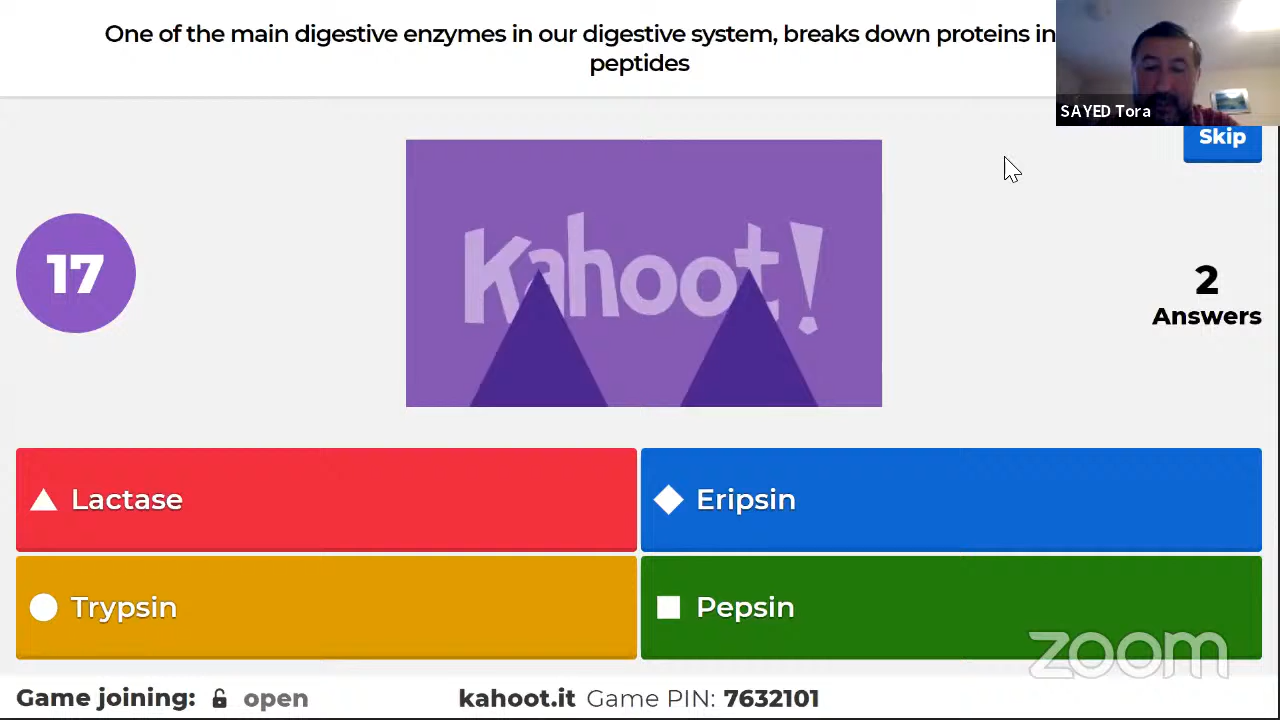 One of the main digestive enzymes in our digestive system, breaks down proteins in
peptides
SAYED Tora
Skip
Kahoot!
17
2
Answers
Lactase
Eripsin
Trypsin
Pepsin
zoom
Game joining: open
kahoot.it Game PIN: 7632101